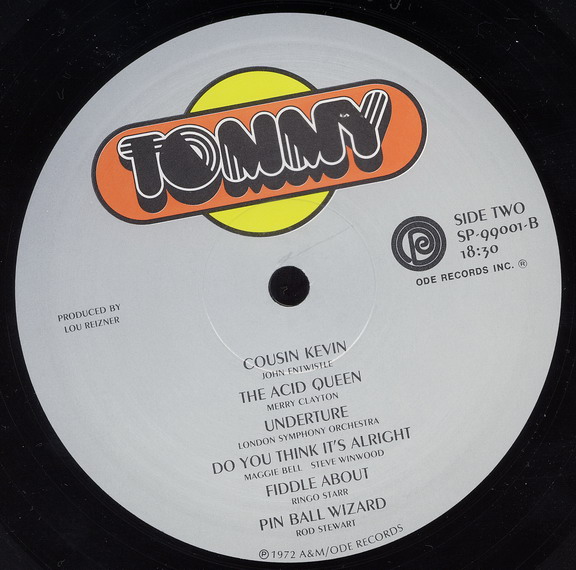 TOMMY
SIDE TWO
SP-99001-B
18:30
ODE RECORDS INC. ®
PRODUCED BY
LOU REIZNER
COUSIN KEVIN
JOHN ENTWISTLE
THE ACID QUEEN
MERRY CLAYTON
UNDERTURE
LONDON SYMPHONY ORCHESTRA
DO YOU THINK IT'S ALRIGHT
MAGGIE BELL STEVE WINWOOD
FIDDLE ABOUT
RINGO STARR
PIN BALL WIZARD
ROD STEWART
℗ 1972 A&M/ODE RECORDS